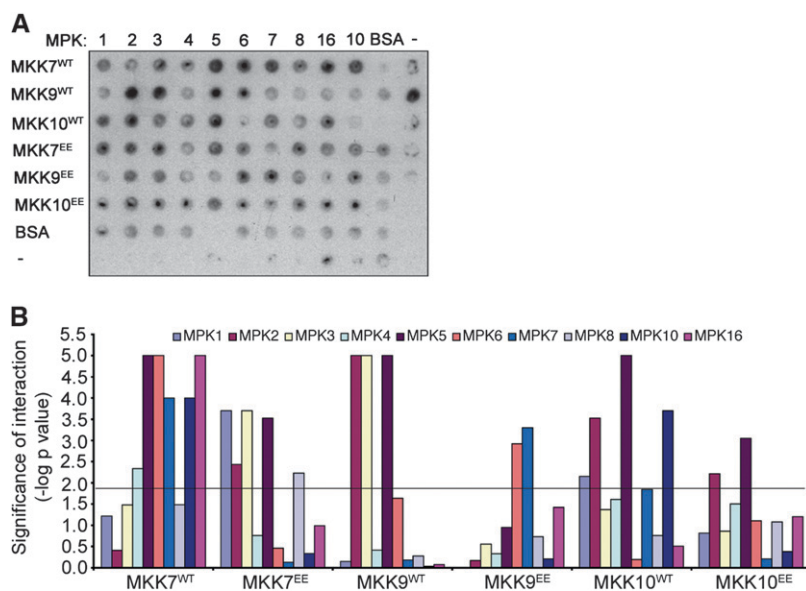 A
MPK: 1 2 3 4 5 6 7 8 16 10 BSA -
MKK7WT
MKK9WT
MKK10WT
MKK7EE
MKK9EE
MKK10EE
BSA
-
B
MPK1 MPK2 MPK3 MPK4 MPK5 MPK6 MPK7 MPK8 MPK10 MPK16
Significance of interaction
(-log p value)
5.5
5.0
4.5
4.0
3.5
3.0
2.5
2.0
1.5
1.0
0.5
0.0
MKK7WT MKK7EE MKK9WT MKK9EE MKK10WT MKK10EE